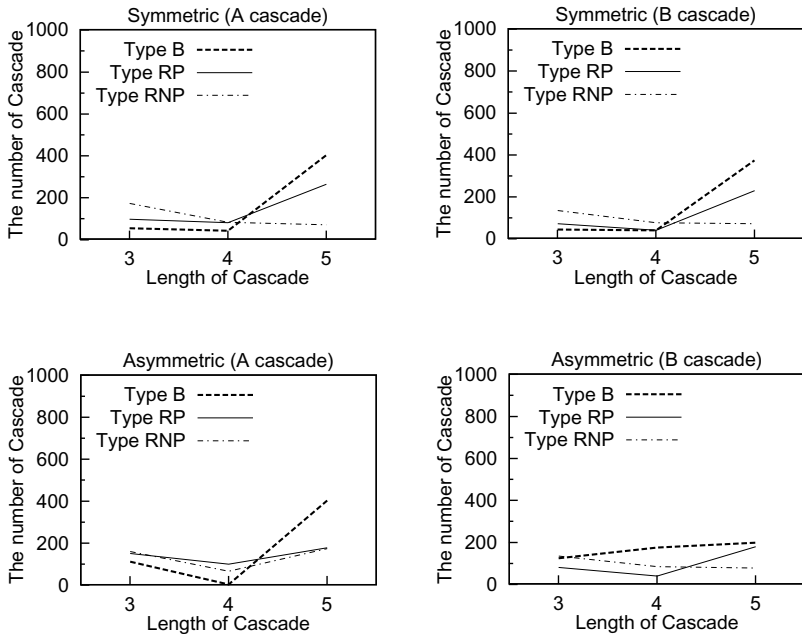 Symmetric (A cascade)
The number of Cascade
1000
800
600
400
200
0
Type B
Type RP
Type RNP
3 4 5
Length of Cascade
Symmetric (B cascade)
The number of Cascade
1000
800
600
400
200
0
Type B
Type RP
Type RNP
3 4 5
Length of Cascade
Asymmetric (A cascade)
The number of Cascade
1000
800
600
400
200
0
Type B
Type RP
Type RNP
3 4 5
Length of Cascade
Asymmetric (B cascade)
The number of Cascade
1000
800
600
400
200
0
Type B
Type RP
Type RNP
3 4 5
Length of Cascade